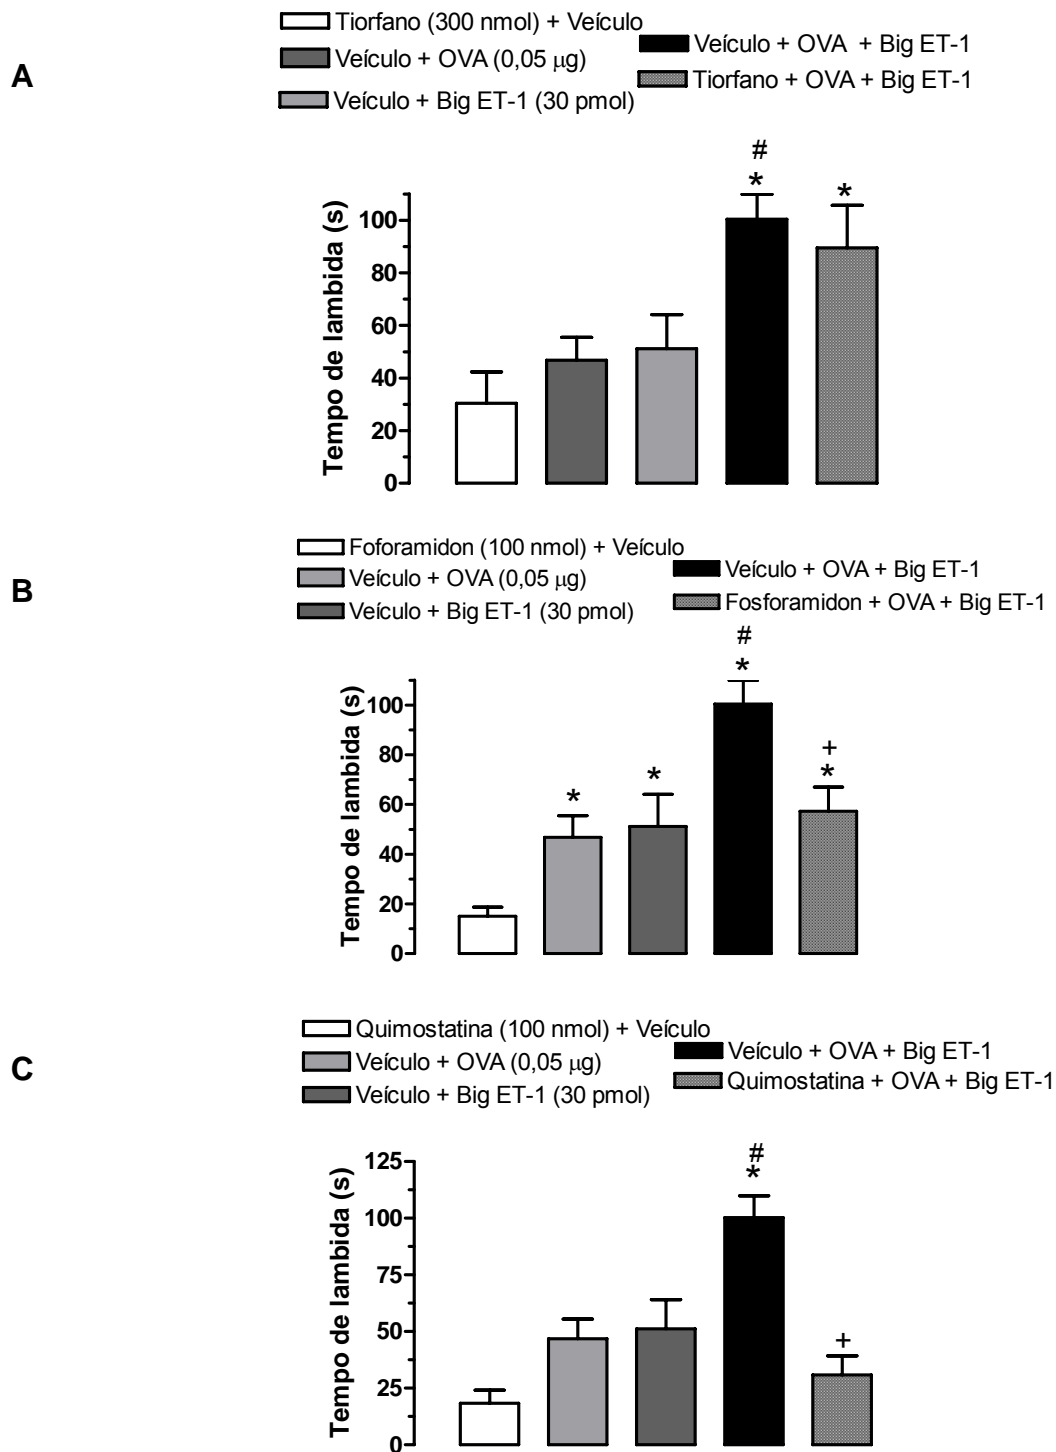 A
Tiorfano (300 nmol) + Veículo
Veículo + OVA (0,05 µg)
Veículo + Big ET-1 (30 pmol)
Veículo + OVA + Big ET-1
Tiorfano + OVA + Big ET-1
Tempo de lambida (s)
100
80
60
40
20
0
#
*
*
B
Foforamidon (100 nmol) + Veículo
Veículo + OVA (0,05 µg)
Veículo + Big ET-1 (30 pmol)
Veículo + OVA + Big ET-1
Fosforamidon + OVA + Big ET-1
Tempo de lambida (s)
100
80
60
40
20
0
*
*
#
*
+
*
C
Quimostatina (100 nmol) + Veículo
Veículo + OVA (0,05 µg)
Veículo + Big ET-1 (30 pmol)
Veículo + OVA + Big ET-1
Quimostatina + OVA + Big ET-1
Tempo de lambida (s)
125
100
75
50
25
0
#
*
+